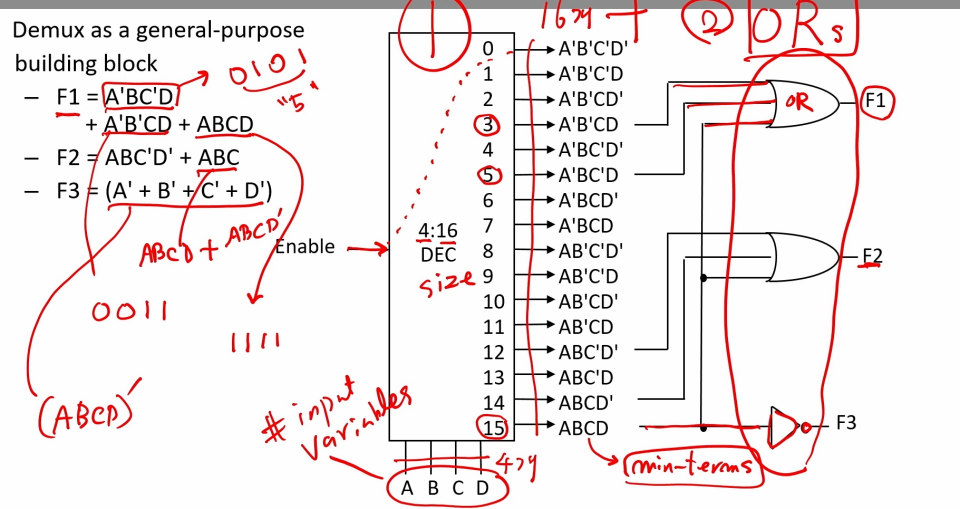 Demux as a general-purpose
building block
– F1 = A'BC'D
+ A'B'CD + ABCD
– F2 = ABC'D' + ABC
– F3 = (A' + B' + C' + D')
0101
"5"
ABCD + ABCD'
0011
1111
(ABCD)'
# input
variables
Enable
1
4:16
DEC
size
0 A'B'C'D'
1 A'B'C'D
2 A'B'CD'
3 A'B'CD
4 A'BC'D'
5 A'BC'D
6 A'BCD'
7 A'BCD
8 AB'C'D'
9 AB'C'D
10 AB'CD'
11 AB'CD
12 ABC'D'
13 ABC'D
14 ABCD'
15 ABCD
A B C D
min-terms
2 ORs
OR
F1
F2
F3